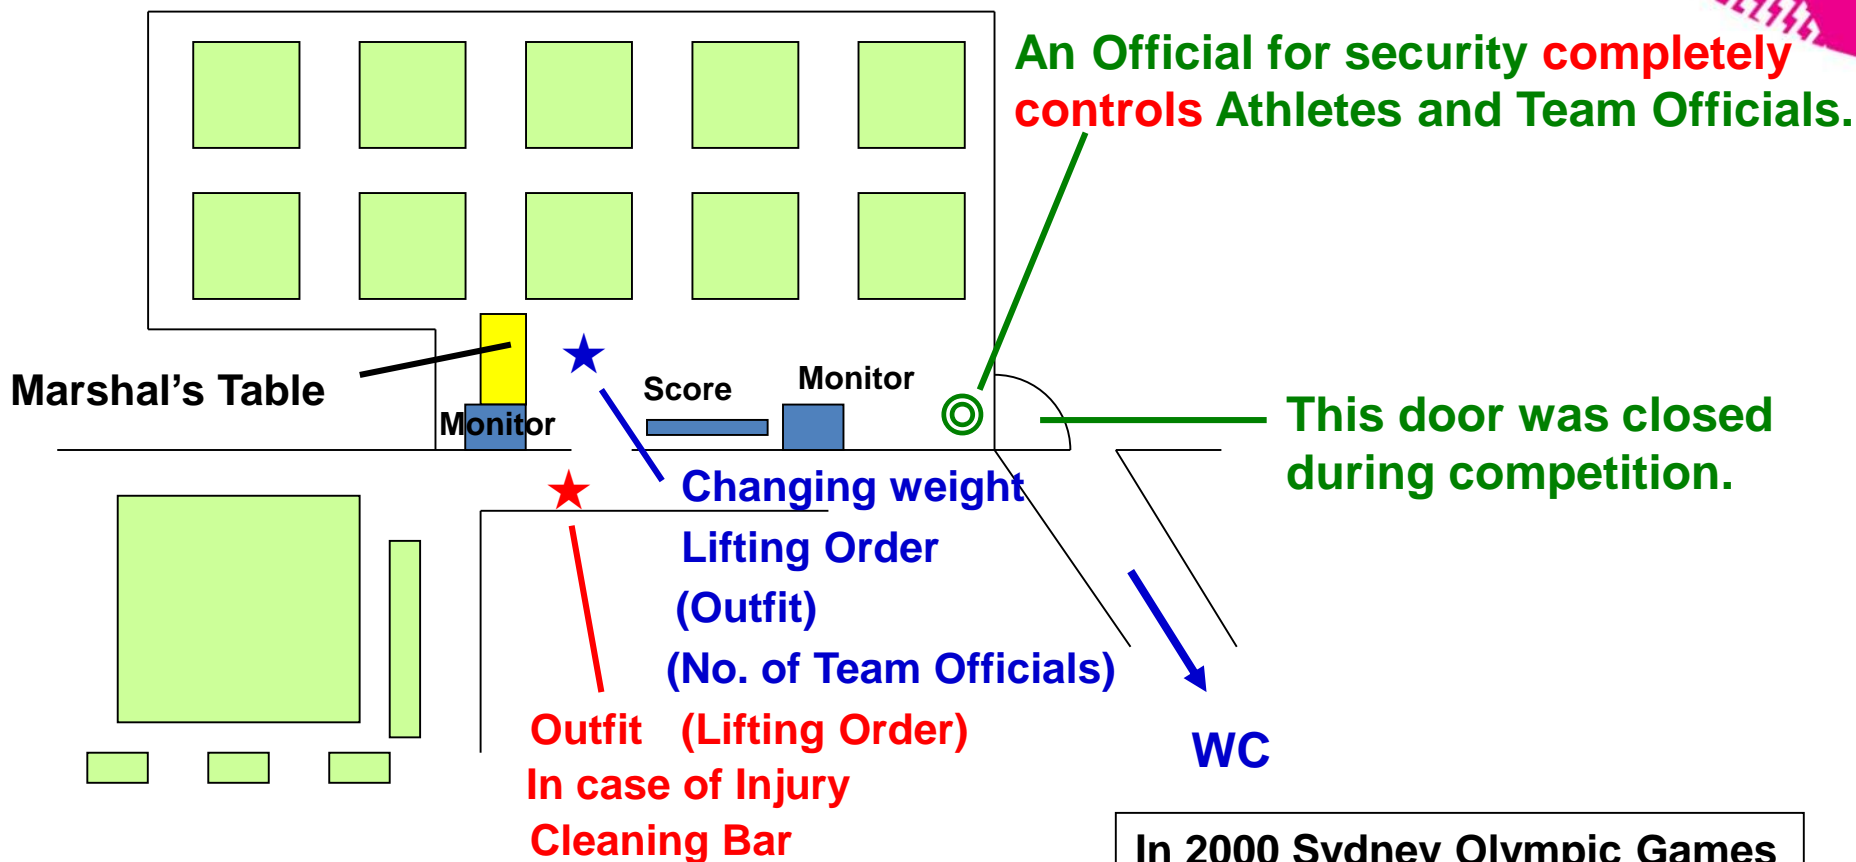 An Official for security completely
controls Athletes and Team Officials.
Marshal’s Table
Monitor
Score
Monitor
This door was closed
during competition.
Changing weight
Lifting Order
(Outfit)
(No. of Team Officials)
Outfit (Lifting Order)
In case of Injury
Cleaning Bar
WC
In 2000 Sydney Olympic Games